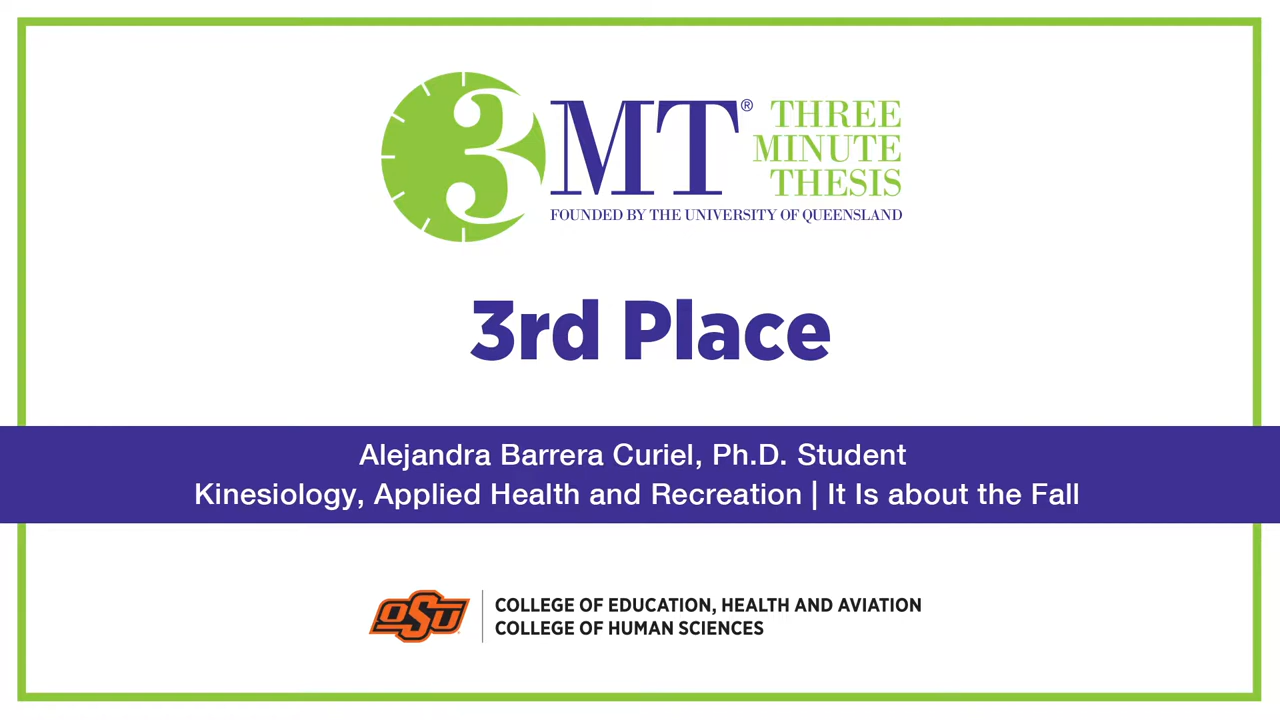 3MT® THREE
MINUTE
THESIS
FOUNDED BY THE UNIVERSITY OF QUEENSLAND
3rd Place
Alejandra Barrera Curiel, Ph.D. Student
Kinesiology, Applied Health and Recreation | It Is about the Fall
OSU
COLLEGE OF EDUCATION, HEALTH AND AVIATION
COLLEGE OF HUMAN SCIENCES